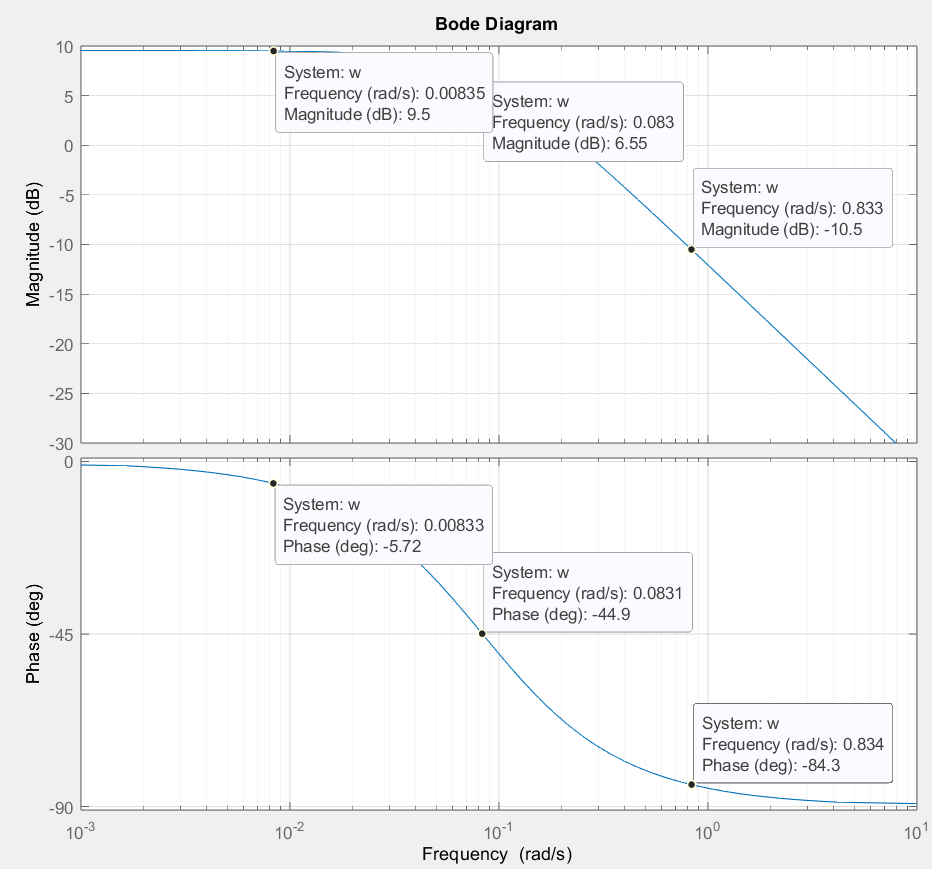 Bode Diagram
10
5
0
-5
-10
-15
-20
-25
-30
Magnitude (dB)
System: w
Frequency (rad/s): 0.00835
Magnitude (dB): 9.5
System: w
Frequency (rad/s): 0.083
Magnitude (dB): 6.55
System: w
Frequency (rad/s): 0.833
Magnitude (dB): -10.5
0
-45
-90
Phase (deg)
System: w
Frequency (rad/s): 0.00833
Phase (deg): -5.72
System: w
Frequency (rad/s): 0.0831
Phase (deg): -44.9
System: w
Frequency (rad/s): 0.834
Phase (deg): -84.3
10⁻³ 10⁻² 10⁻¹ 10⁰ 10¹
Frequency (rad/s)